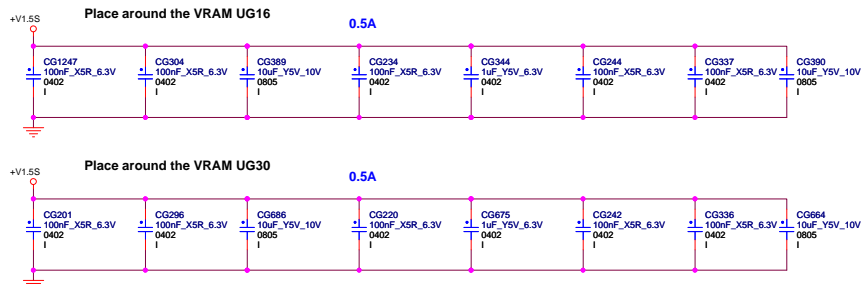 Place around the VRAM UG16
+V1.5S
0.5A
CG1247
100nF_X5R_6.3V
0402
I
CG304
100nF_X5R_6.3V
0402
I
CG389
10uF_Y5V_10V
0805
I
CG234
100nF_X5R_6.3V
0402
I
CG344
1uF_Y5V_6.3V
0402
I
CG244
100nF_X5R_6.3V
0402
I
CG337
100nF_X5R_6.3V
0402
I
CG390
10uF_Y5V_10V
0805
I
Place around the VRAM UG30
+V1.5S
0.5A
CG201
100nF_X5R_6.3V
0402
I
CG296
100nF_X5R_6.3V
0402
I
CG686
10uF_Y5V_10V
0805
I
CG220
100nF_X5R_6.3V
0402
I
CG675
1uF_Y5V_6.3V
0402
I
CG242
100nF_X5R_6.3V
0402
I
CG336
100nF_X5R_6.3V
0402
I
CG664
10uF_Y5V_10V
0805
I